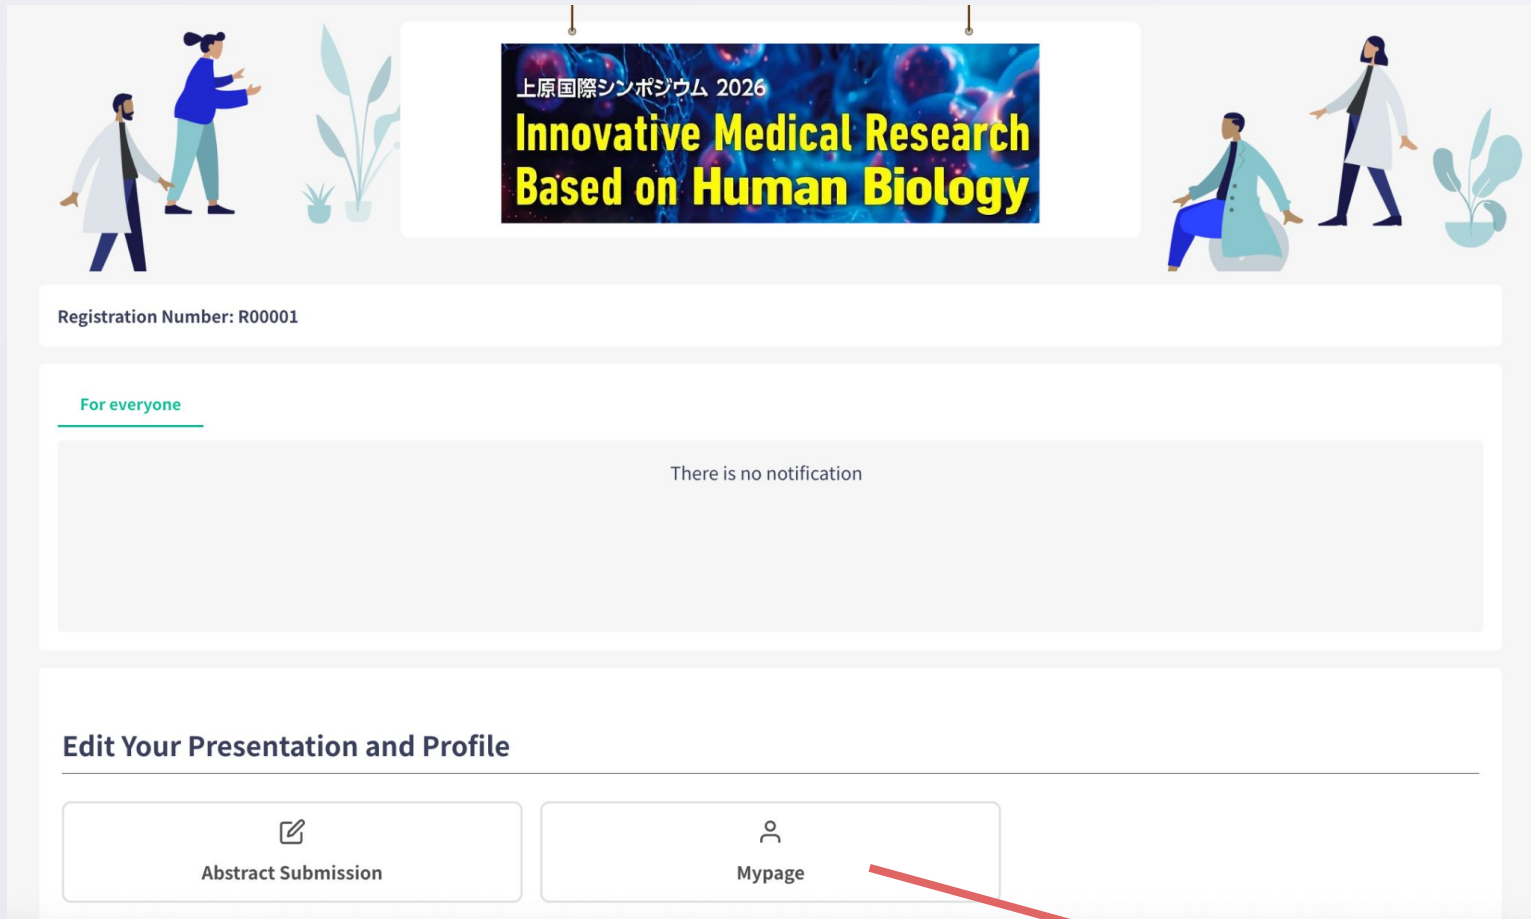 上原国際シンポジウム 2026
Innovative Medical Research
Based on Human Biology
Registration Number: R00001
For everyone
There is no notification
Edit Your Presentation and Profile
Abstract Submission
Mypage